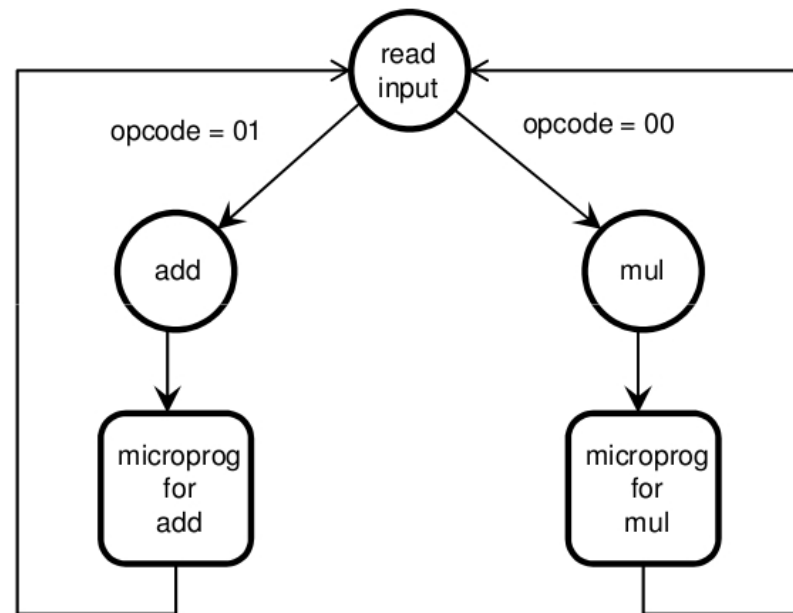 read
input
opcode = 01
opcode = 00
add
mul
microprog
for
add
microprog
for
mul